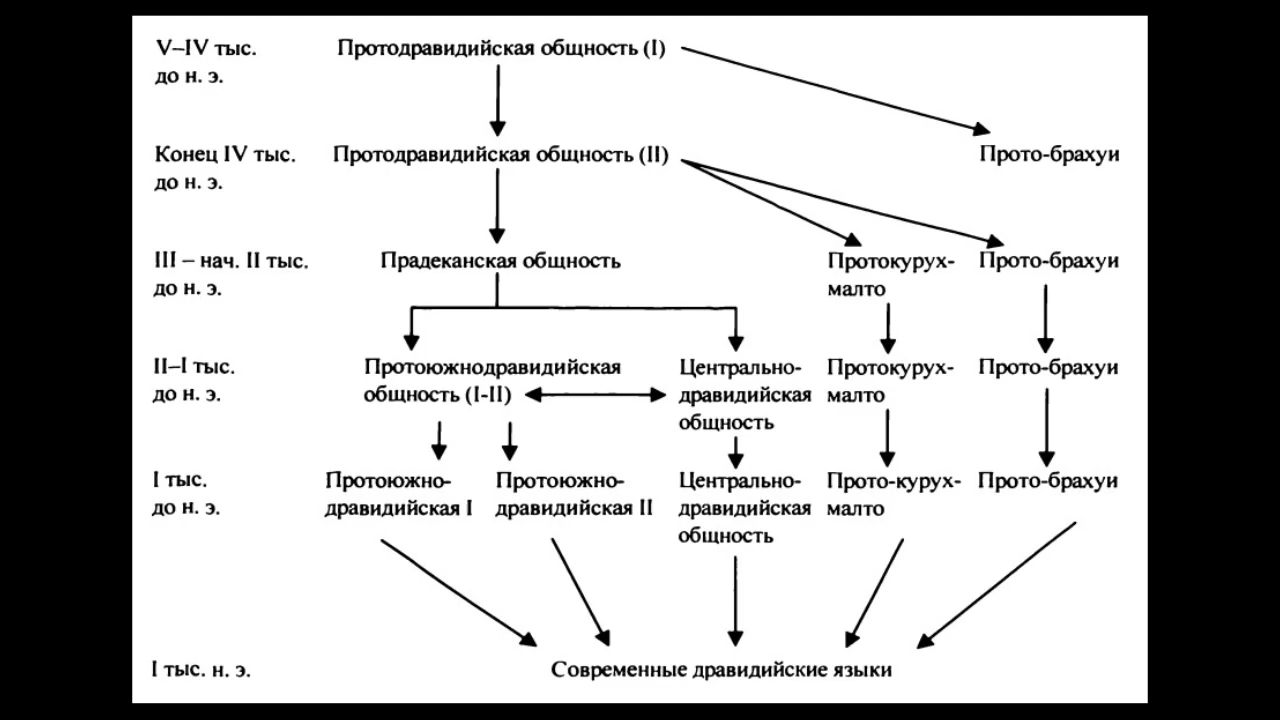 V–IV тыс. Протодравидийская общность (I)
до н. э.
Конец IV тыс. Протодравидийская общность (II) Прото-брахуи
до н. э.
III – нач. II тыс. Прадеканская общность Протокурух- Прото-брахуи
до н. э. малто
II–I тыс. Протоюжнодравидийская Центрально- Протокурух- Прото-брахуи
до н. э. общность (I-II) дравидийская малто
общность
I тыс. Протоюжно- Протоюжно- Центрально- Прото-курух- Прото-брахуи
до н. э. дравидийская I дравидийская II дравидийская малто
общность
I тыс. н. э. Современные дравидийские языки